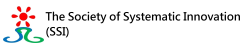 The Society of Systematic Innovation
(SSI)